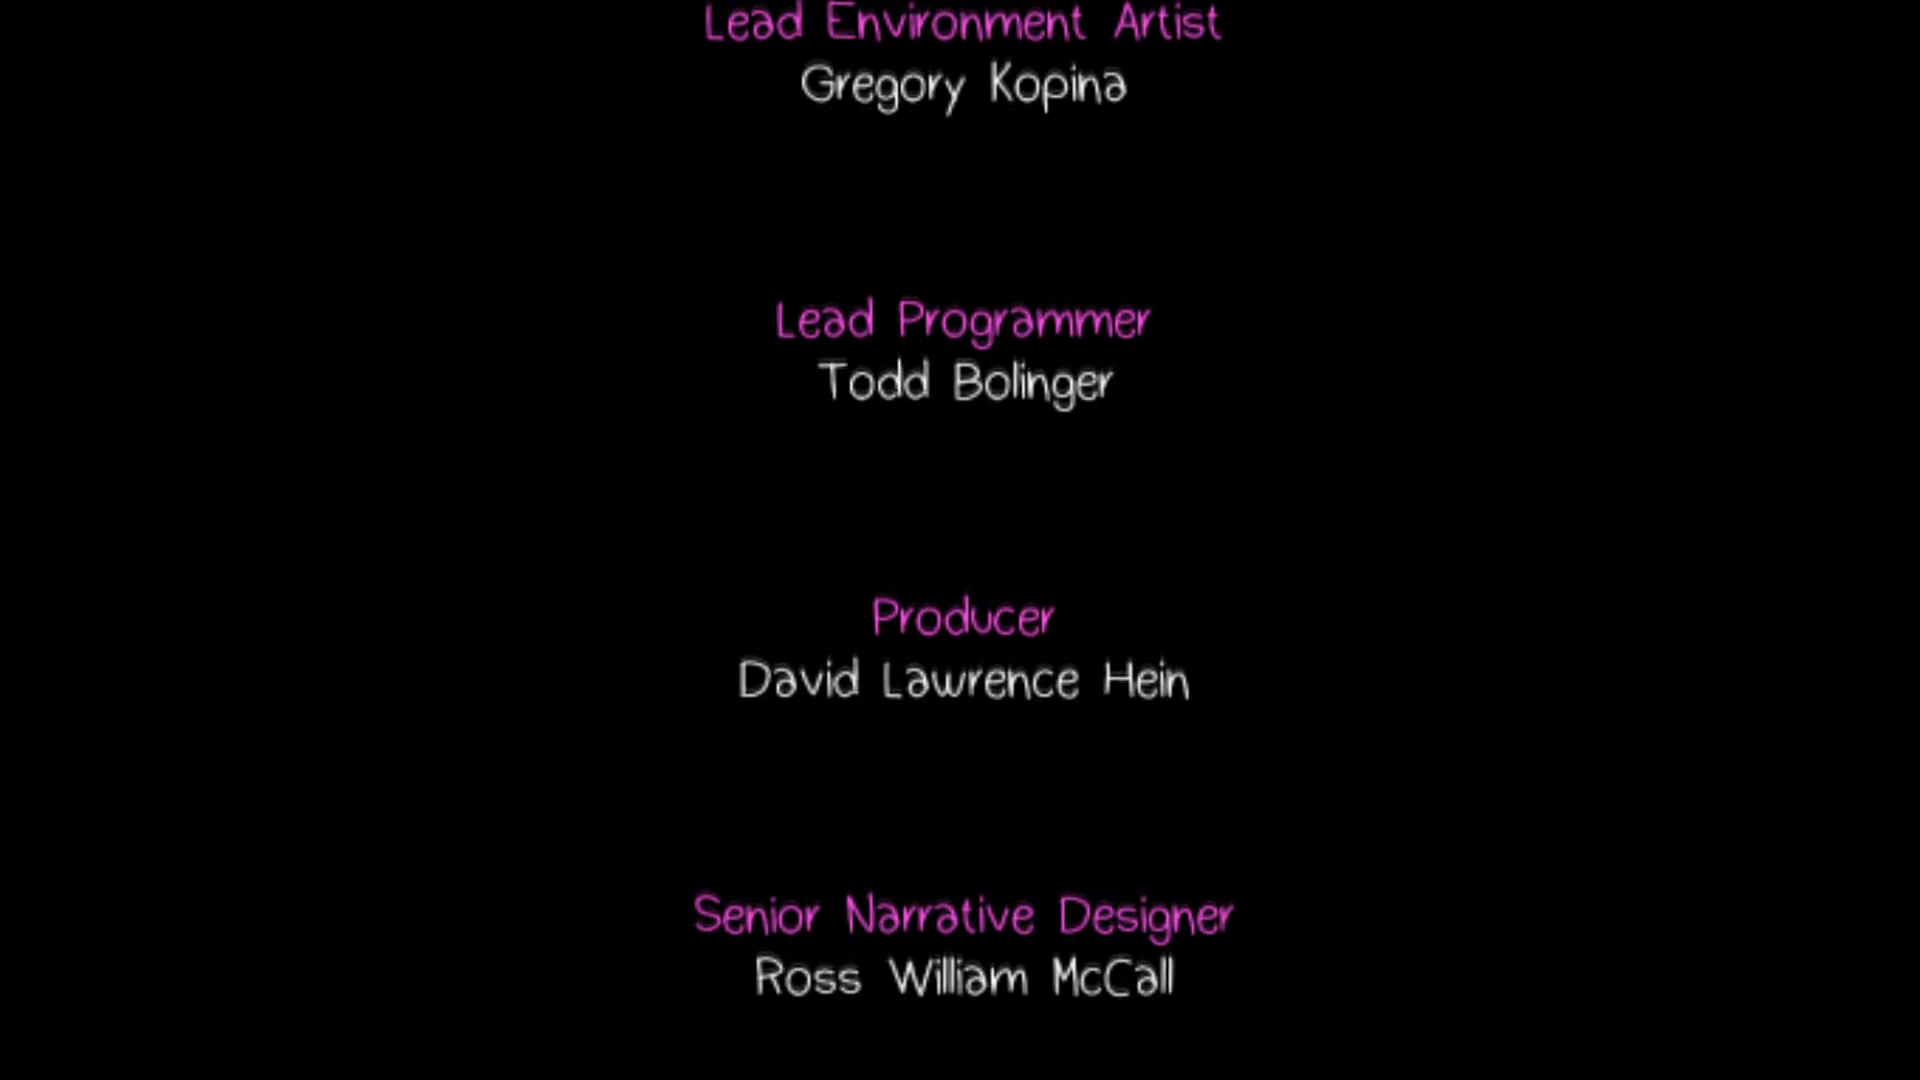 Lead Environment Artist
Gregory Kopina
Lead Programmer
Todd Bolinger
Producer
David Lawrence Hein
Senior Narrative Designer
Ross William McCall